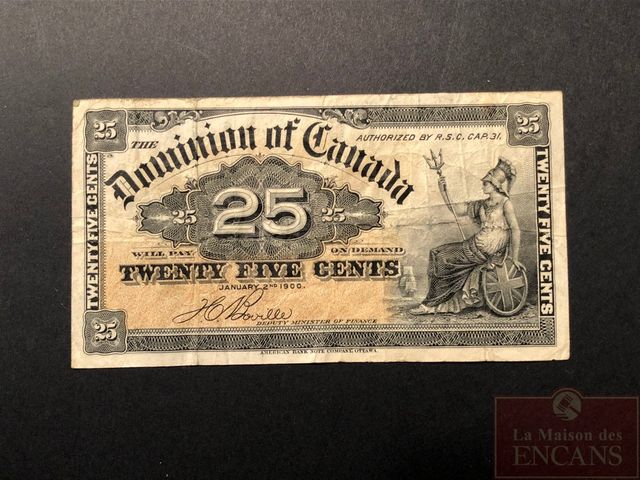 25
25
THE
Dominion of Canada
AUTHORIZED BY R.S.C. CAP. 31.
25 25 25
WILL PAY ON DEMAND
TWENTY FIVE CENTS
JANUARY 2ND 1900.
DEPUTY MINISTER OF FINANCE
25
AMERICAN BANK NOTE COMPANY, OTTAWA.
TWENTY FIVE CENTS
TWENTY FIVE CENTS
La Maison des
ENCANS